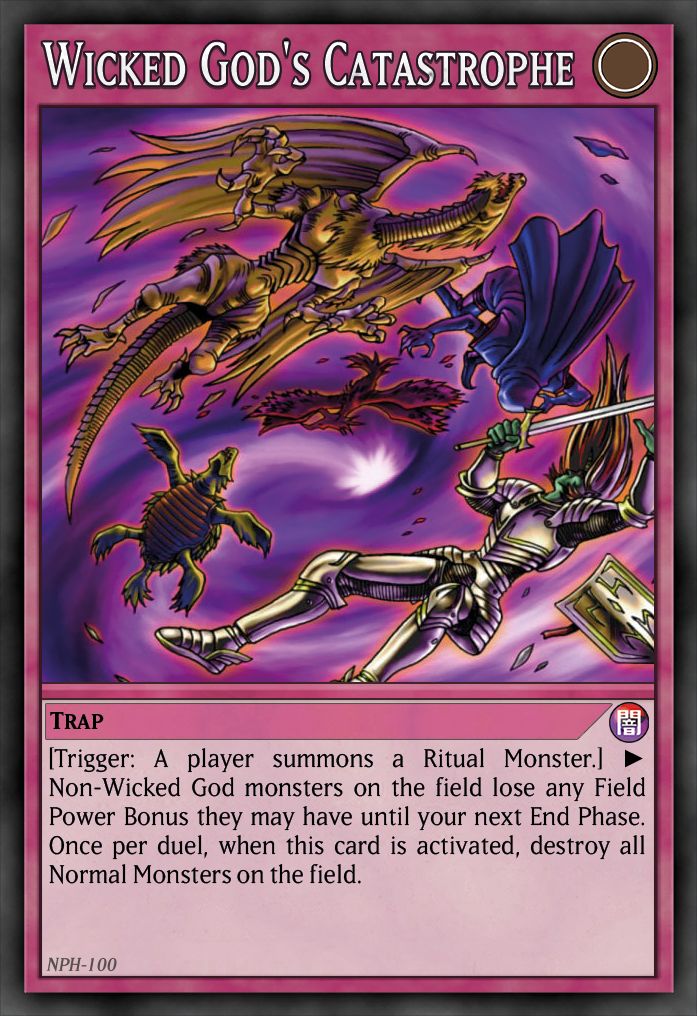 Wicked God's Catastrophe
Trap
闇
[Trigger: A player summons a Ritual Monster.] ►
Non-Wicked God monsters on the field lose any Field
Power Bonus they may have until your next End Phase.
Once per duel, when this card is activated, destroy all
Normal Monsters on the field.
NPH-100